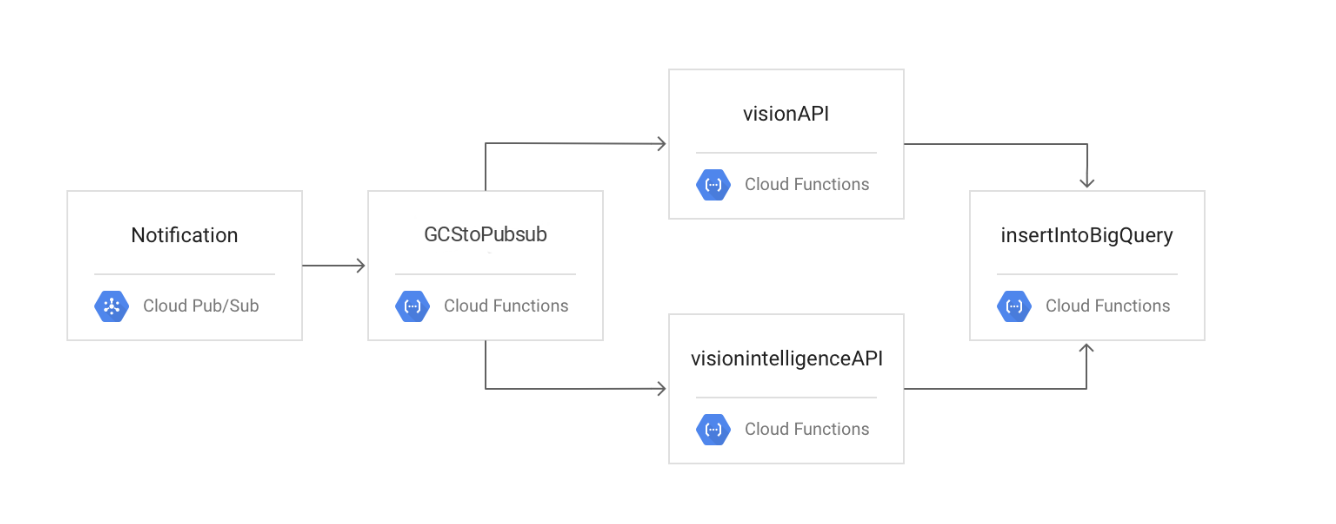 Notification
Cloud Pub/Sub
GCStoPubsub
Cloud Functions
visionAPI
Cloud Functions
visionintelligenceAPI
Cloud Functions
insertIntoBigQuery
Cloud Functions